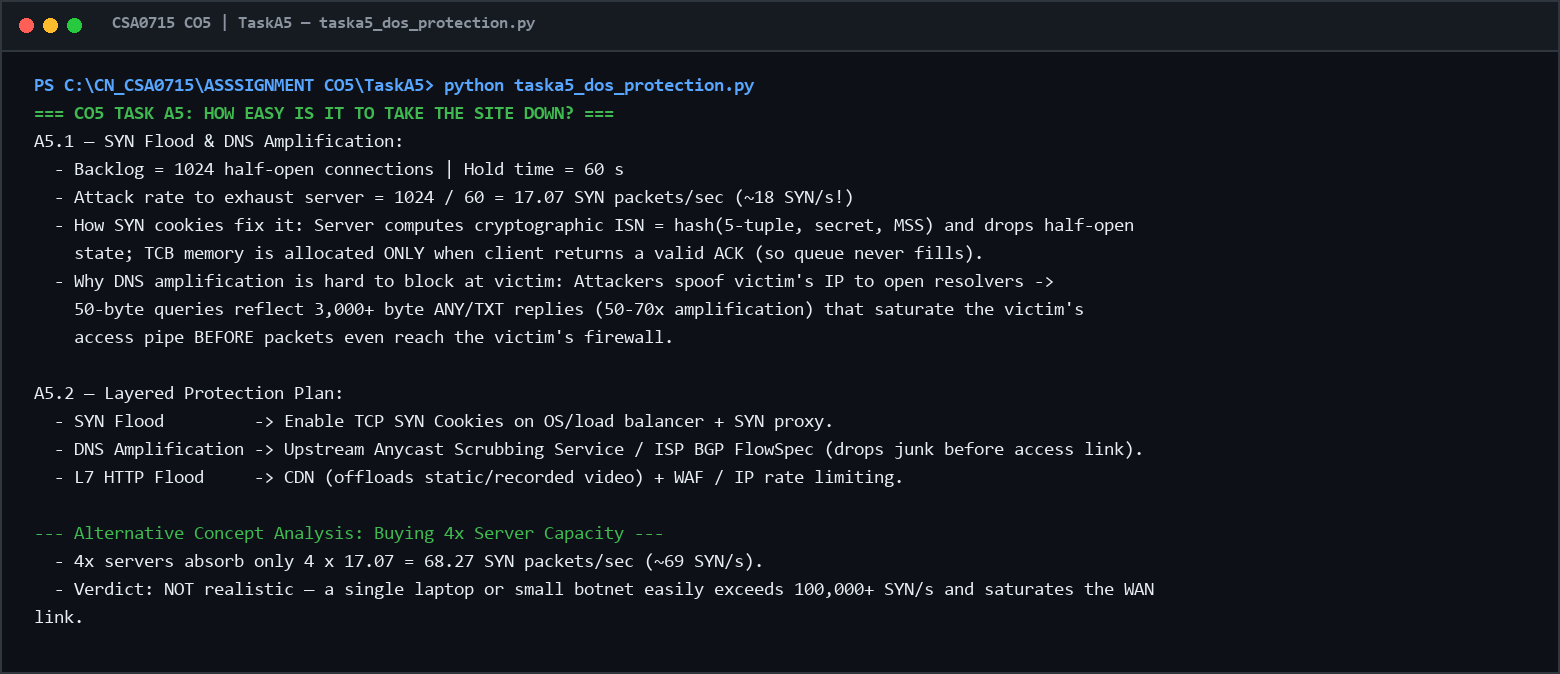 CSA0715 CO5 | TaskA5 — taska5_dos_protection.py
PS C:\CN_CSA0715\ASSSIGNMENT CO5\TaskA5> python taska5_dos_protection.py
=== CO5 TASK A5: HOW EASY IS IT TO TAKE THE SITE DOWN? ===
A5.1 — SYN Flood & DNS Amplification:
- Backlog = 1024 half-open connections | Hold time = 60 s
- Attack rate to exhaust server = 1024 / 60 = 17.07 SYN packets/sec (~18 SYN/s!)
- How SYN cookies fix it: Server computes cryptographic ISN = hash(5-tuple, secret, MSS) and drops half-open
state; TCB memory is allocated ONLY when client returns a valid ACK (so queue never fills).
- Why DNS amplification is hard to block at victim: Attackers spoof victim's IP to open resolvers ->
50-byte queries reflect 3,000+ byte ANY/TXT replies (50-70x amplification) that saturate the victim's
access pipe BEFORE packets even reach the victim's firewall.
A5.2 — Layered Protection Plan:
- SYN Flood -> Enable TCP SYN Cookies on OS/load balancer + SYN proxy.
- DNS Amplification -> Upstream Anycast Scrubbing Service / ISP BGP FlowSpec (drops junk before access link).
- L7 HTTP Flood -> CDN (offloads static/recorded video) + WAF / IP rate limiting.
--- Alternative Concept Analysis: Buying 4x Server Capacity ---
- 4x servers absorb only 4 x 17.07 = 68.27 SYN packets/sec (~69 SYN/s).
- Verdict: NOT realistic — a single laptop or small botnet easily exceeds 100,000+ SYN/s and saturates the WAN
link.